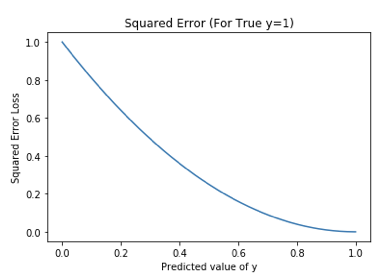 Squared Error (For True y=1)
Squared Error Loss
1.0
0.8
0.6
0.4
0.2
0.0
0.0 0.2 0.4 0.6 0.8 1.0
Predicted value of y